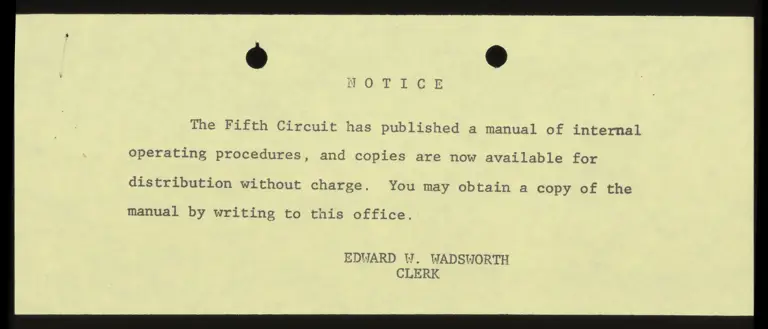 N O T I C E
The Fifth Circuit has published a manual of internal
operating procedures, and copies are now available for
distribution without charge. You may obtain a copy of the
manual by writing to this office.
EDWARD W. WADSWORTH
CLERK